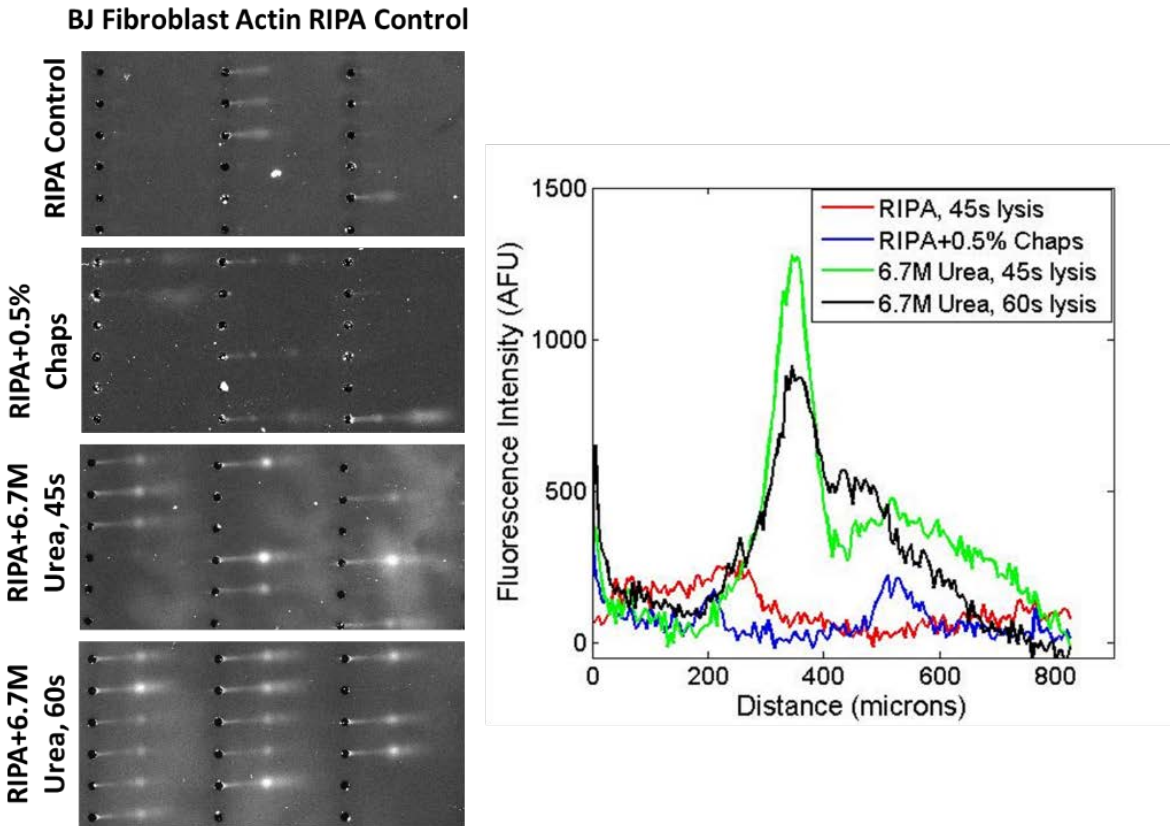 BJ Fibroblast Actin RIPA Control
RIPA Control
RIPA+0.5%
Chaps
RIPA+6.7M
Urea, 45s
RIPA+6.7M
Urea, 60s
Fluorescence Intensity (AFU)
1500
1000
500
0
RIPA, 45s lysis
RIPA+0.5% Chaps
6.7M Urea, 45s lysis
6.7M Urea, 60s lysis
0 200 400 600 800
Distance (microns)